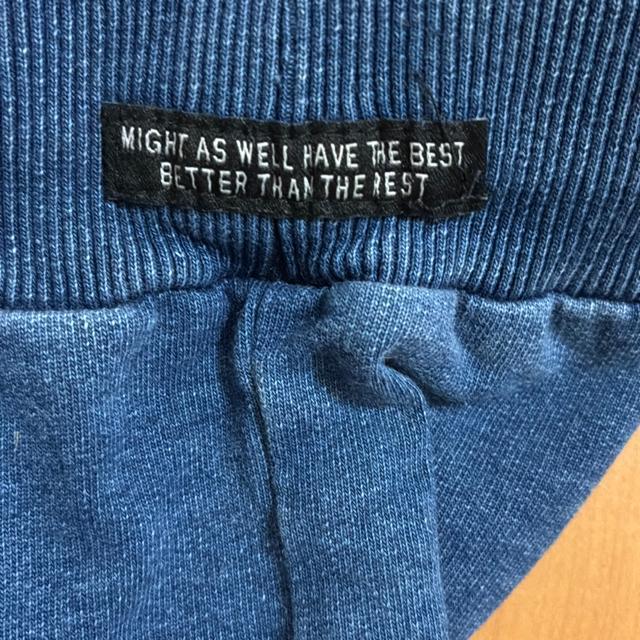 MIGHT AS WELL HAVE THE BEST
BETTER THAN THE REST